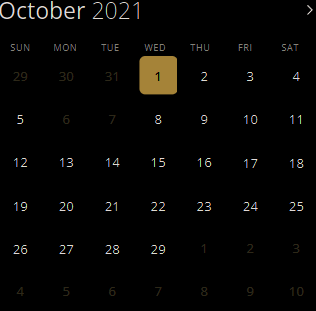 October 2021 >
SUN MON TUE WED THU FRI SAT
29 30 31 1 2 3 4
5 6 7 8 9 10 11
12 13 14 15 16 17 18
19 20 21 22 23 24 25
26 27 28 29 1 2 3
4 5 6 7 8 9 10